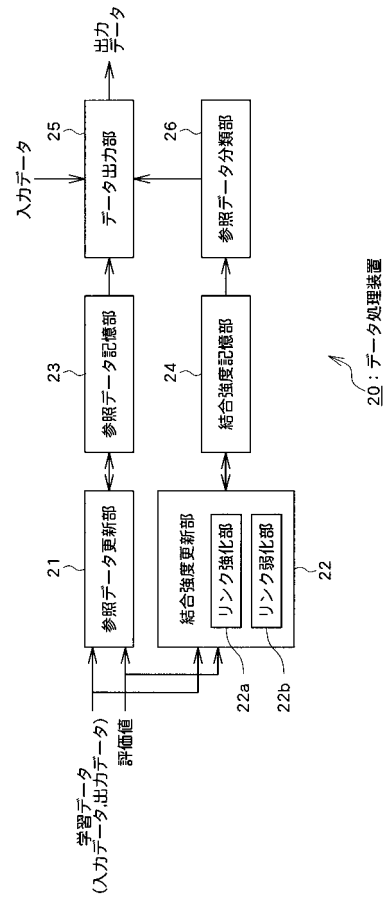 学習データ
(入力データ,出力データ)
評価値
21
参照データ更新部
23
参照データ記憶部
入力データ
25
データ出力部
出力
データ
結合強度更新部
リンク強化部
リンク弱化部
22a
22b
22
24
結合強度記憶部
26
参照データ分類部
20：データ処理装置